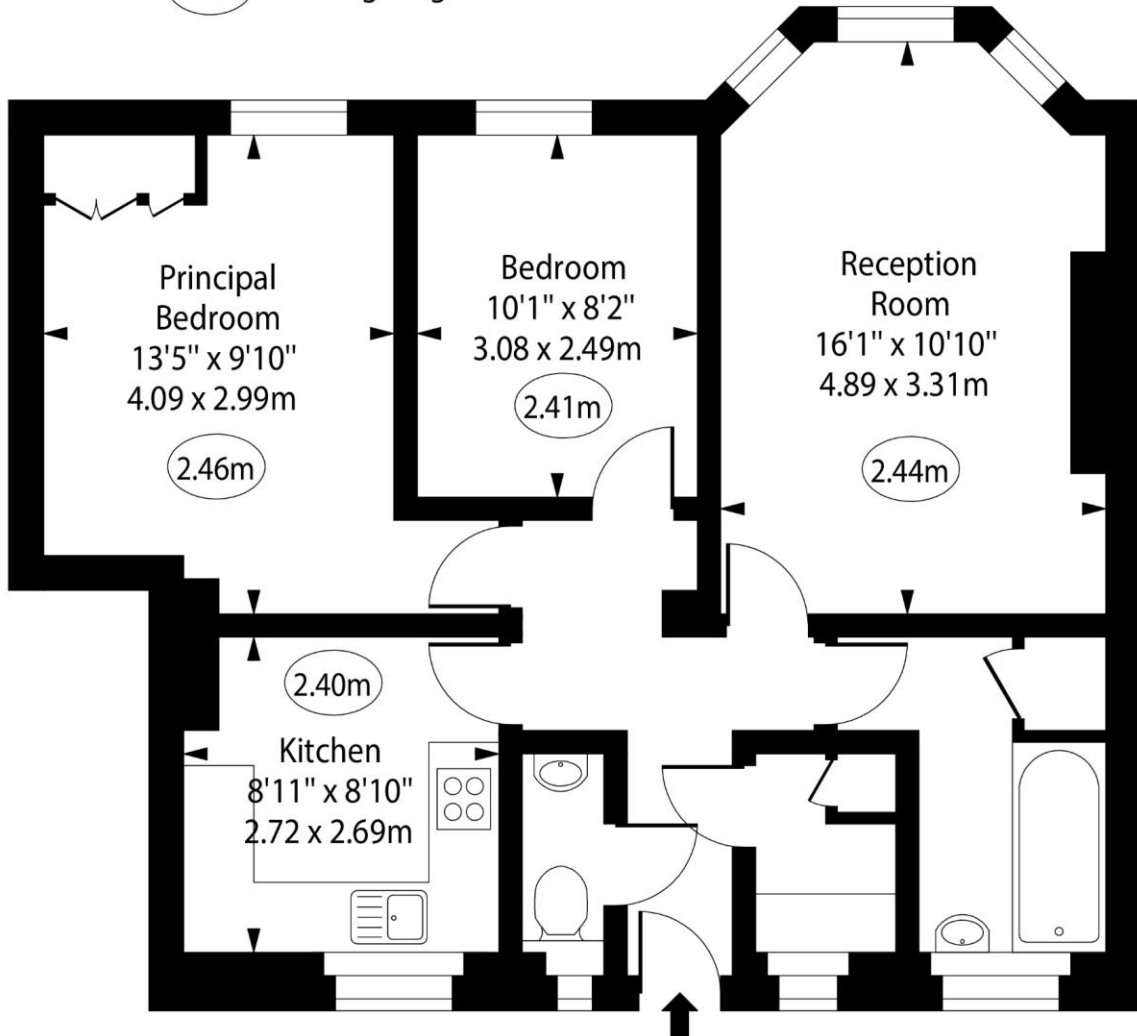 Principal
Bedroom
13'5" x 9'10"
4.09 x 2.99m
2.46m
Bedroom
10'1" x 8'2"
3.08 x 2.49m
2.41m
Reception
Room
16'1" x 10'10"
4.89 x 3.31m
2.44m
2.40m
Kitchen
8'11" x 8'10"
2.72 x 2.69m